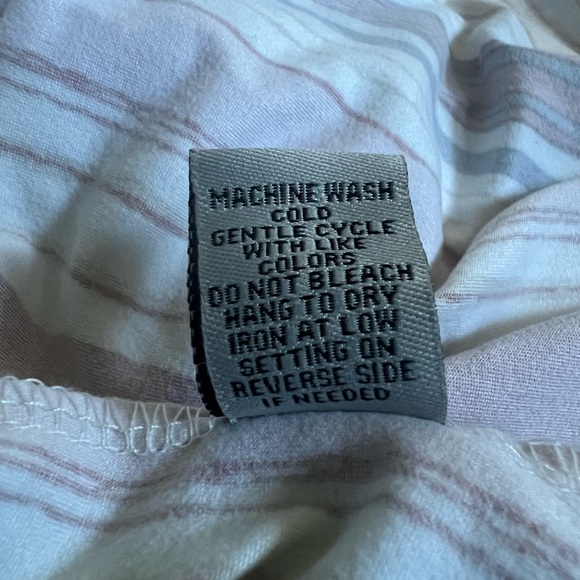 MACHINE WASH
COLD
GENTLE CYCLE
WITH LIKE
COLORS
DO NOT BLEACH
HANG TO DRY
IRON AT LOW
SETTING ON
REVERSE SIDE
IF NEEDED